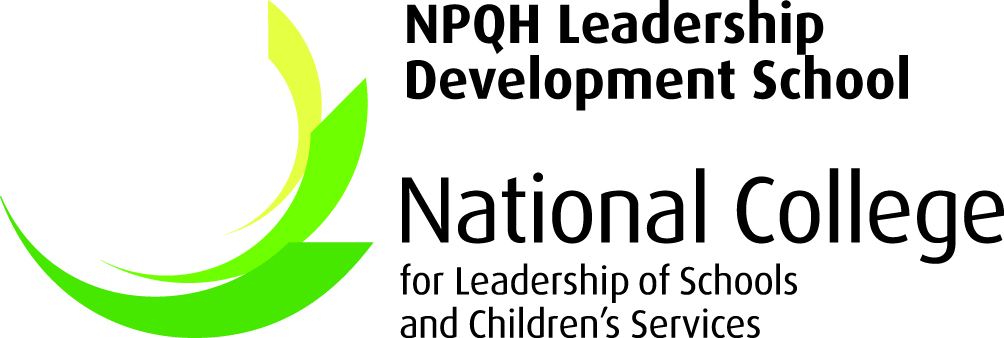 NPQH Leadership
Development School
National College
for Leadership of Schools
and Children's Services